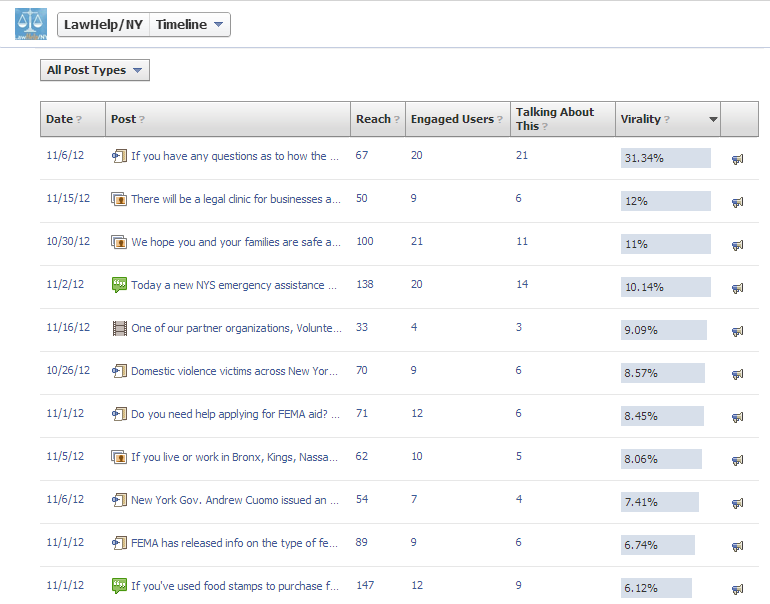 LawHelp/NY
LawHelp/NY Timeline
All Post Types
Date ? Post ? Reach ? Engaged Users ? Talking About This ? Virality ?
11/6/12 If you have any questions as to how the ... 67 20 21 31.34%
11/15/12 There will be a legal clinic for businesses a... 50 9 6 12%
10/30/12 We hope you and your families are safe a... 100 21 11 11%
11/2/12 Today a new NYS emergency assistance ... 138 20 14 10.14%
11/16/12 One of our partner organizations, Volunte... 33 4 3 9.09%
10/26/12 Domestic violence victims across New Yor... 70 9 6 8.57%
11/1/12 Do you need help applying for FEMA aid? ... 71 12 6 8.45%
11/5/12 If you live or work in Bronx, Kings, Nassa... 62 10 5 8.06%
11/6/12 New York Gov. Andrew Cuomo issued an ... 54 7 4 7.41%
11/1/12 FEMA has released info on the type of fe... 89 9 6 6.74%
11/1/12 If you've used food stamps to purchase f... 147 12 9 6.12%